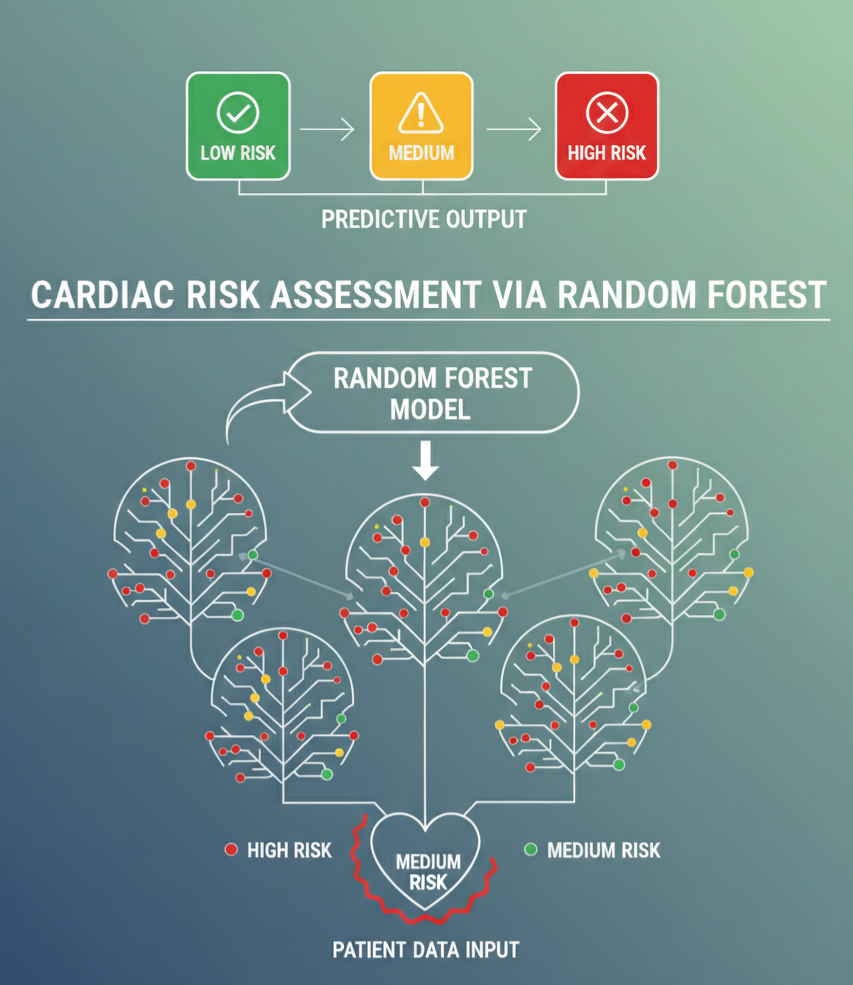 LOW RISK
MEDIUM
HIGH RISK
PREDICTIVE OUTPUT
CARDIAC RISK ASSESSMENT VIA RANDOM FOREST
RANDOM FOREST
MODEL
HIGH RISK
MEDIUM
RISK
MEDIUM RISK
PATIENT DATA INPUT